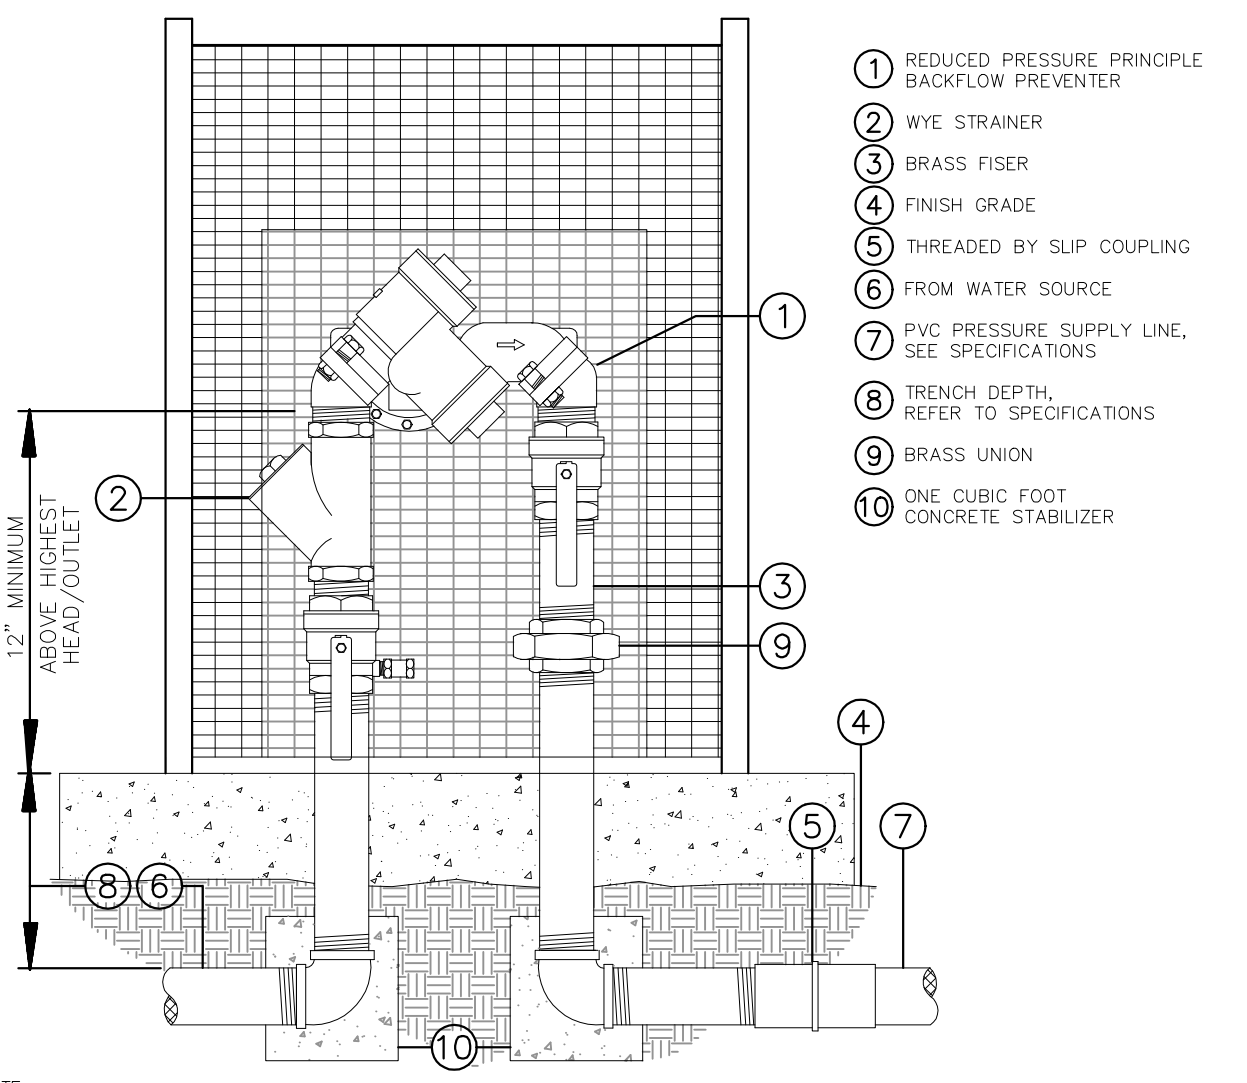 1 REDUCED PRESSURE PRINCIPLE
BACKFLOW PREVENTER
2 WYE STRAINER
3 BRASS FISER
4 FINISH GRADE
5 THREADED BY SLIP COUPLING
6 FROM WATER SOURCE
7 PVC PRESSURE SUPPLY LINE,
SEE SPECIFICATIONS
8 TRENCH DEPTH,
REFER TO SPECIFICATIONS
9 BRASS UNION
10 ONE CUBIC FOOT
CONCRETE STABILIZER
1
2
12" MINIMUM
ABOVE HIGHEST
HEAD/OUTLET
3
9
4
5
7
8
6
10